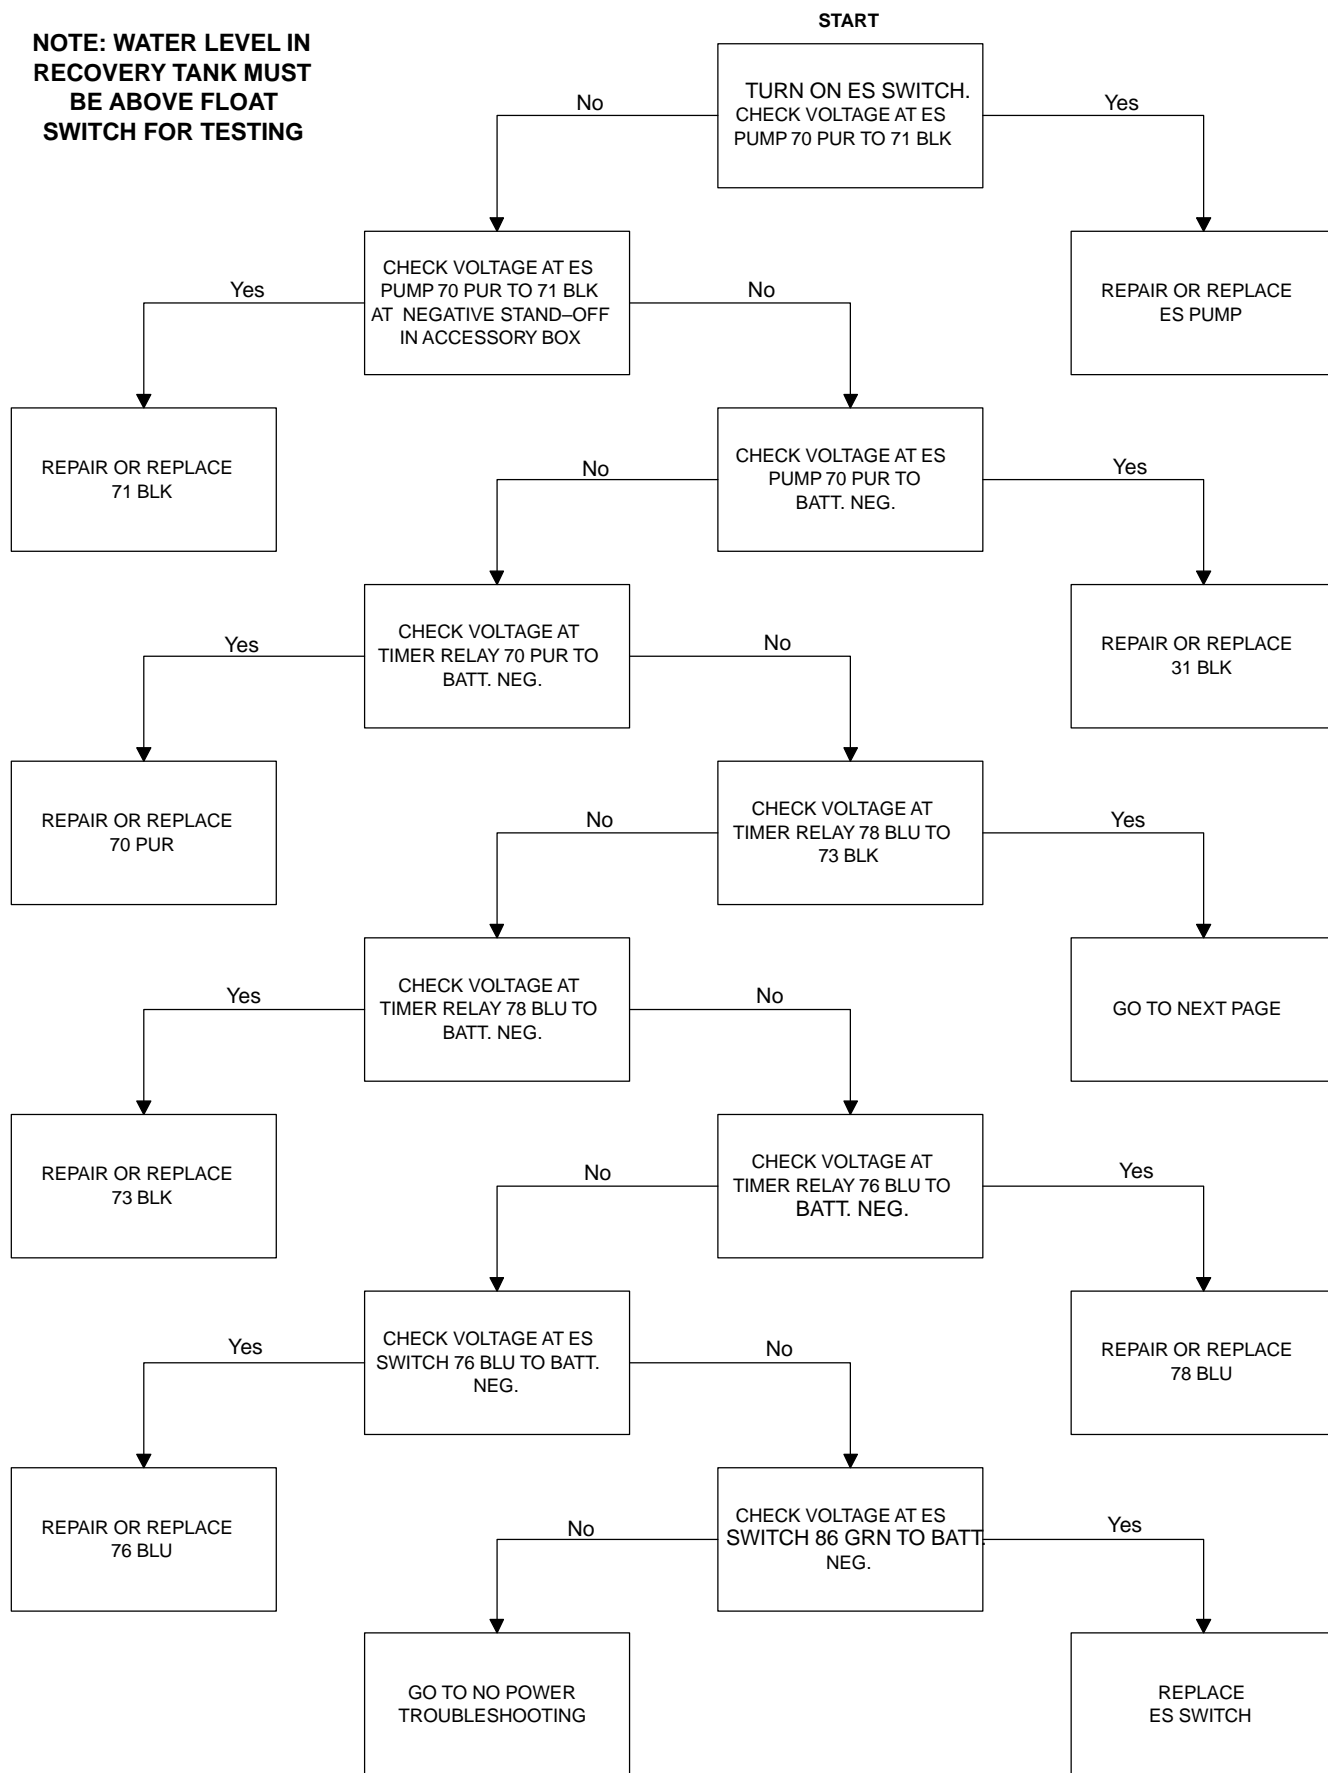 START
NOTE: WATER LEVEL IN
RECOVERY TANK MUST
BE ABOVE FLOAT
SWITCH FOR TESTING
TURN ON ES SWITCH.
CHECK VOLTAGE AT ES
PUMP 70 PUR TO 71 BLK
No
Yes
CHECK VOLTAGE AT ES
PUMP 70 PUR TO 71 BLK
AT NEGATIVE STAND–OFF
IN ACCESSORY BOX
REPAIR OR REPLACE
ES PUMP
Yes
No
REPAIR OR REPLACE
71 BLK
CHECK VOLTAGE AT ES
PUMP 70 PUR TO
BATT. NEG.
No
Yes
CHECK VOLTAGE AT
TIMER RELAY 70 PUR TO
BATT. NEG.
REPAIR OR REPLACE
31 BLK
Yes
No
REPAIR OR REPLACE
70 PUR
CHECK VOLTAGE AT
TIMER RELAY 78 BLU TO
73 BLK
No
Yes
CHECK VOLTAGE AT
TIMER RELAY 78 BLU TO
BATT. NEG.
GO TO NEXT PAGE
Yes
No
REPAIR OR REPLACE
73 BLK
CHECK VOLTAGE AT
TIMER RELAY 76 BLU TO
BATT. NEG.
No
Yes
CHECK VOLTAGE AT ES
SWITCH 76 BLU TO BATT.
NEG.
REPAIR OR REPLACE
78 BLU
Yes
No
REPAIR OR REPLACE
76 BLU
CHECK VOLTAGE AT ES
SWITCH 86 GRN TO BATT.
NEG.
No
Yes
GO TO NO POWER
TROUBLESHOOTING
REPLACE
ES SWITCH